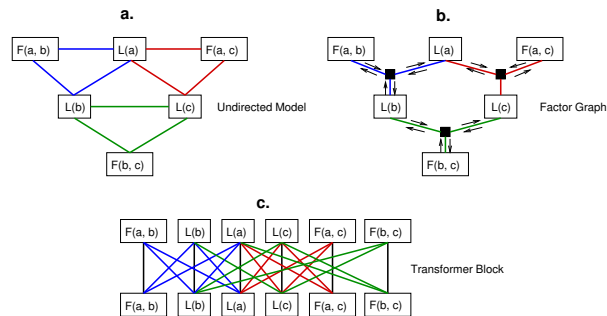 a.
F(a, b) L(a) F(a, c)
L(b) L(c) Undirected Model
F(b, c)
b.
F(a, b) L(a) F(a, c)
L(b) L(c) Factor Graph
F(b, c)
c.
F(a, b) L(b) L(a) L(c) F(a, c) F(b, c)
Transformer Block
F(a, b) L(b) L(a) L(c) F(a, c) F(b, c)